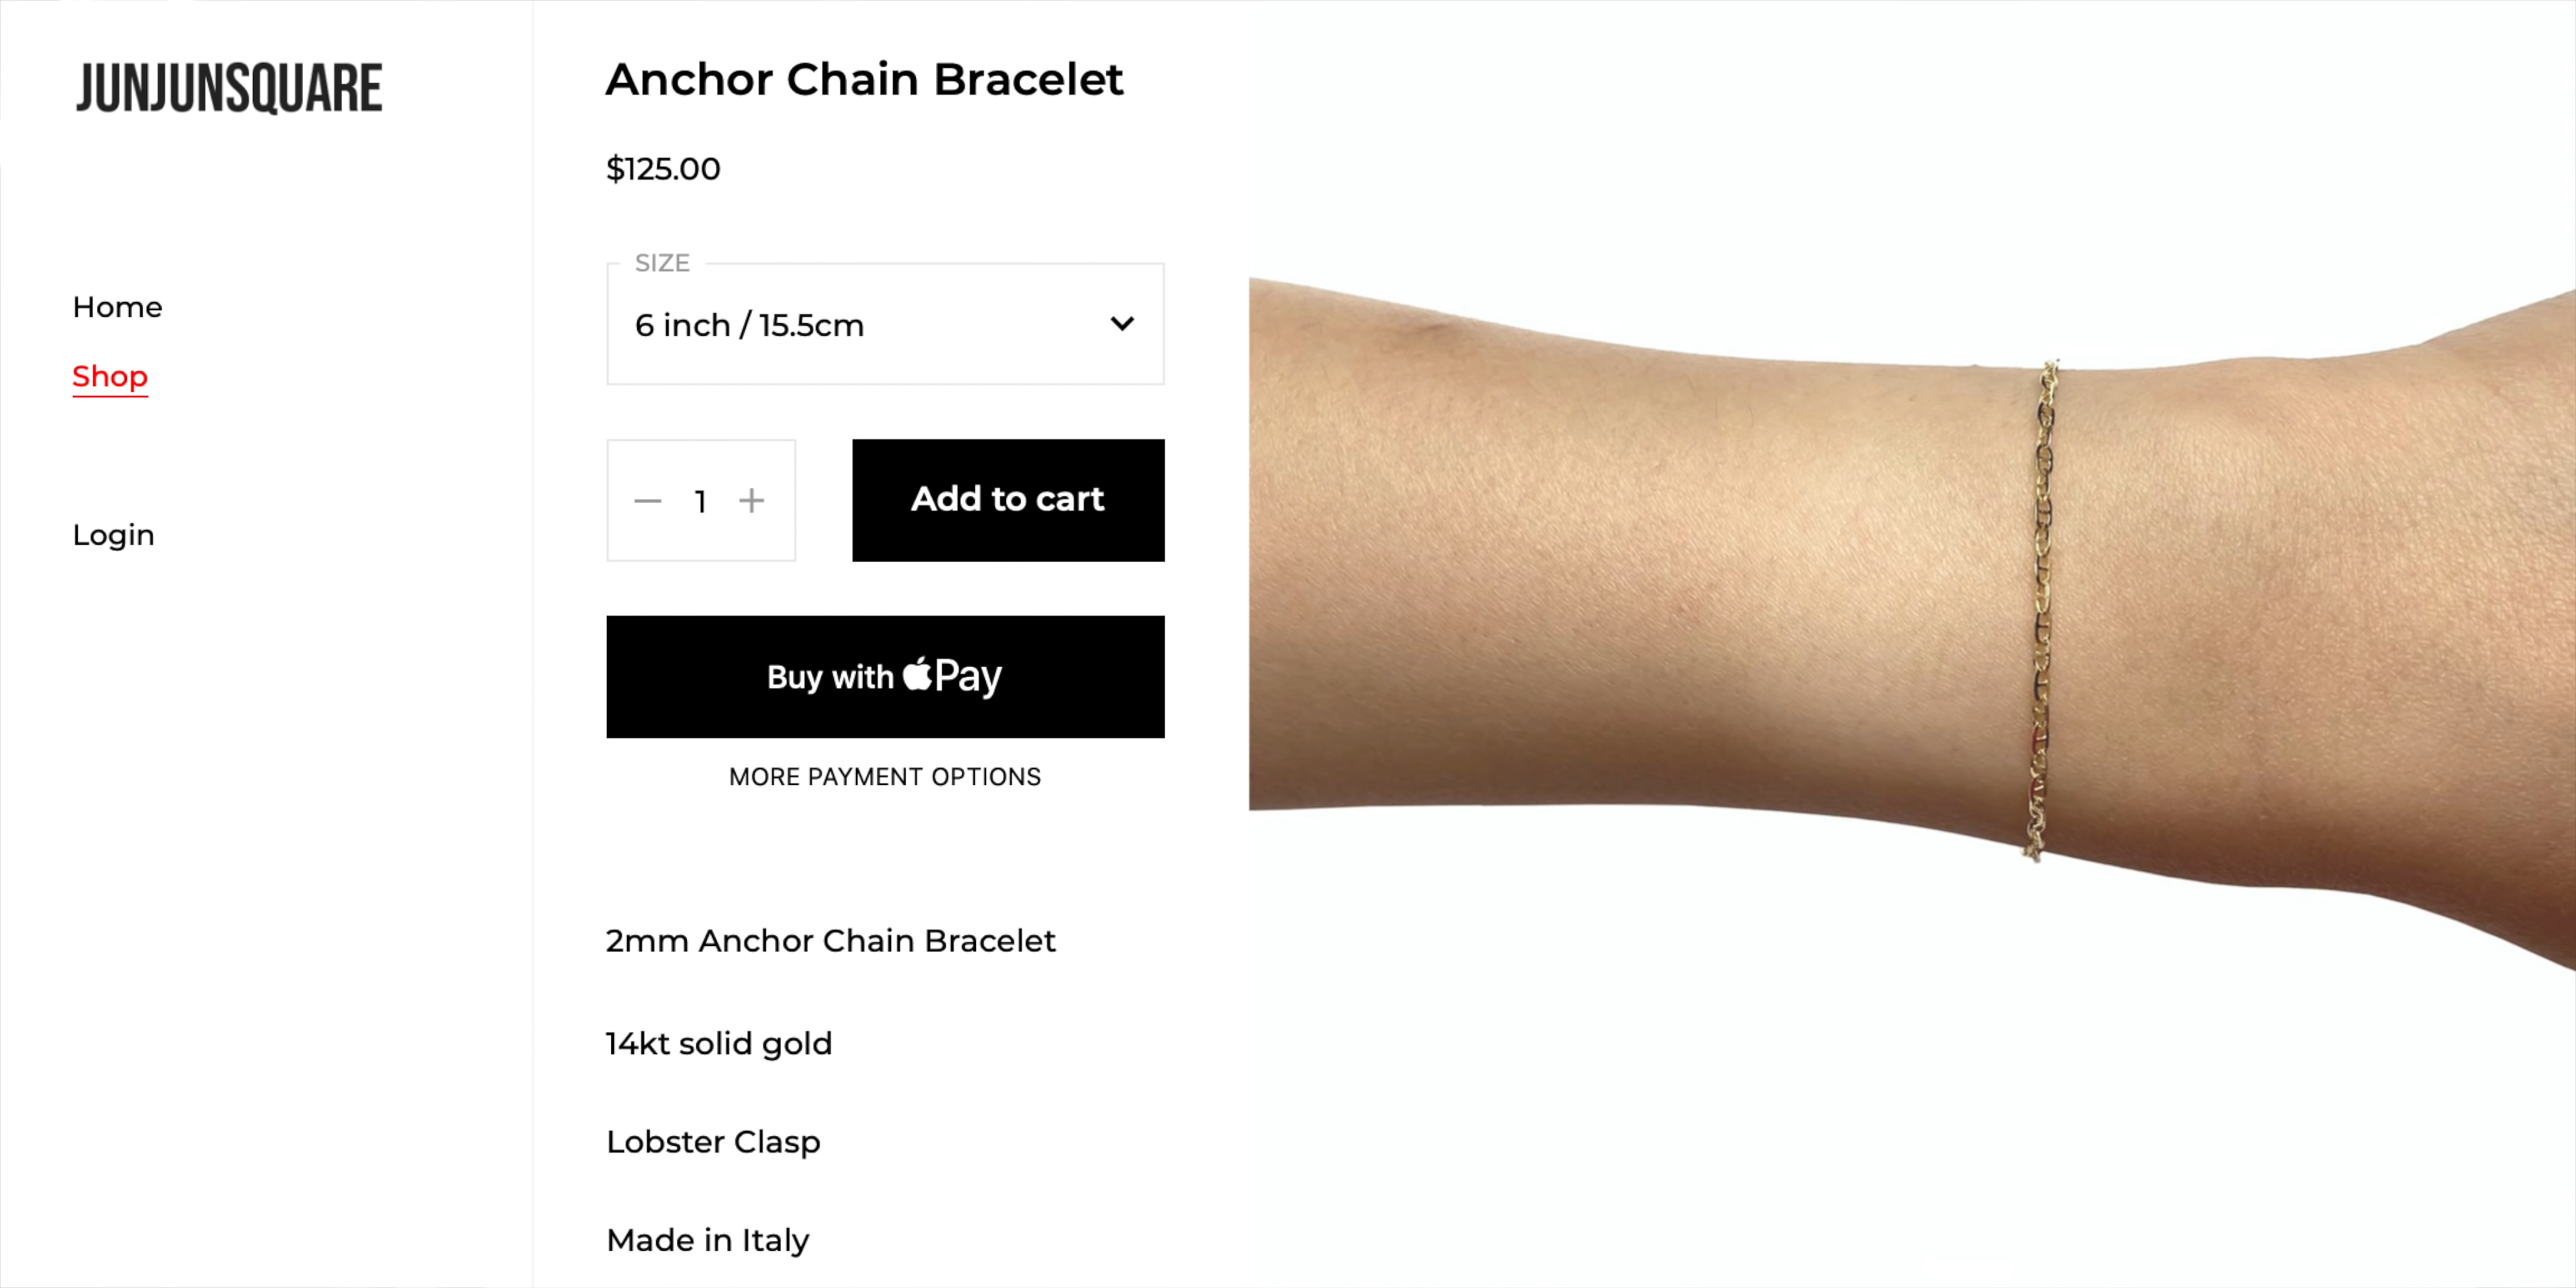 JUNJUNSQUARE
Home
Shop
Login
Anchor Chain Bracelet
$125.00
SIZE
6 inch / 15.5cm
1
Add to cart
Buy with Pay
MORE PAYMENT OPTIONS
2mm Anchor Chain Bracelet
14kt solid gold
Lobster Clasp
Made in Italy